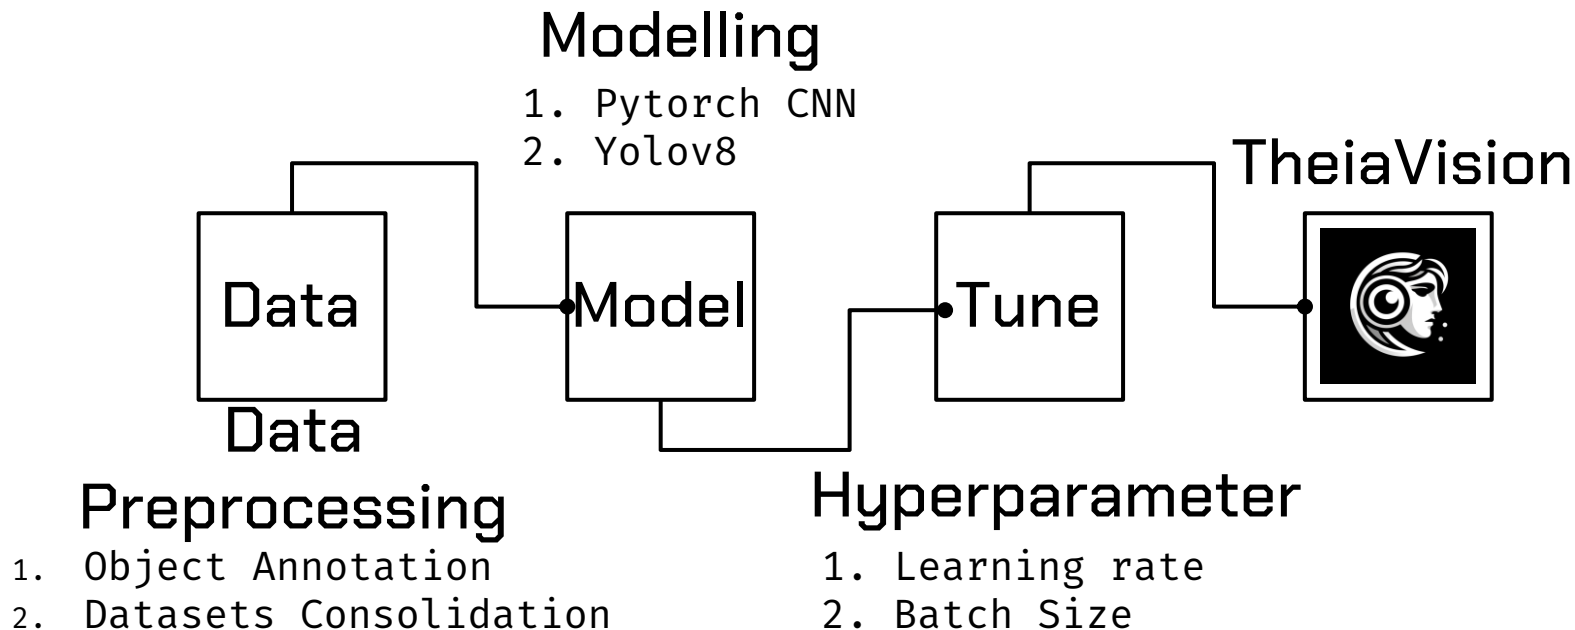 Modelling
1. Pytorch CNN
2. Yolov8
TheiaVision
Data
Model
Tune
Data
Preprocessing
1. Object Annotation
2. Datasets Consolidation
Hyperparameter
1. Learning rate
2. Batch Size